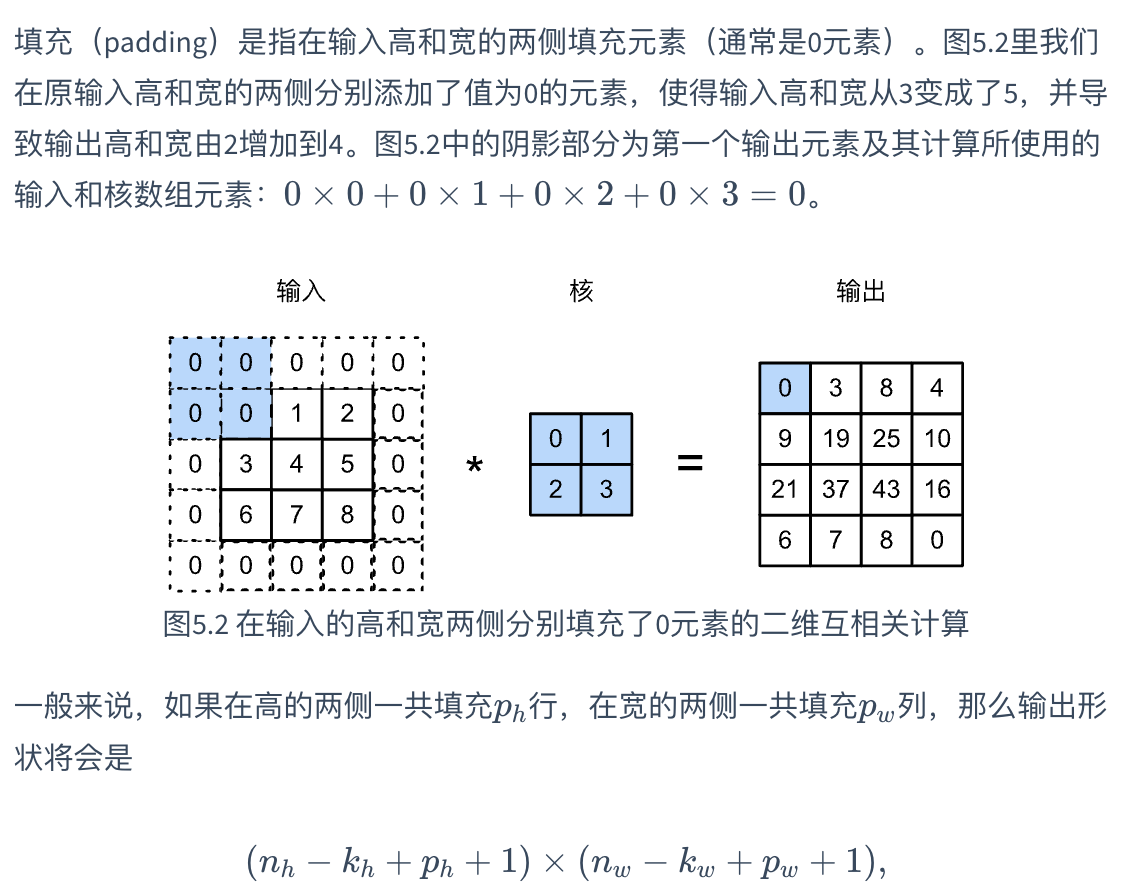 填充（padding）是指在输入高和宽的两侧填充元素（通常是0元素）。图5.2里我们
在原输入高和宽的两侧分别添加了值为0的元素，使得输入高和宽从3变成了5，并导
致输出高和宽由2增加到4。图5.2中的阴影部分为第一个输出元素及其计算所使用的
输入和核数组元素：0 × 0 + 0 × 1 + 0 × 2 + 0 × 3 = 0。
输入 核 输出
0 0 0 0 0
0 0 1 2 0
0 3 4 5 0
0 6 7 8 0
0 0 0 0 0
*
0 1
2 3
=
0 3 8 4
9 19 25 10
21 37 43 16
6 7 8 0
图5.2 在输入的高和宽两侧分别填充了0元素的二维互相关计算
一般来说，如果在高的两侧一共填充p_h行，在宽的两侧一共填充p_w列，那么输出形
状将会是
(n_h − k_h + p_h + 1) × (n_w − k_w + p_w + 1),